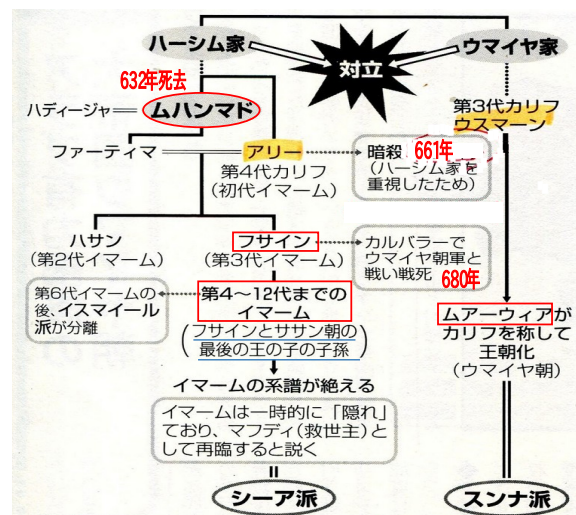 ハーシム家
対立
ウマイヤ家
632年死去
ハディージャ
ムハンマド
第3代カリフ
ウスマーン
ファーティマ
アリー
第4代カリフ
(初代イマーム)
暗殺 661年
(ハーシム家を
重視したため)
ハサン
(第2代イマーム)
フサイン
(第3代イマーム)
カルバラーで
ウマイヤ朝軍と
戦い戦死
680年
第6代イマームの
後、イスマイール
派が分離
第4～12代までの
イマーム
(フサインとササン朝の
最後の王の子の子孫)
ムアーウィアが
カリフを称して
王朝化
(ウマイヤ朝)
イマームの系譜が絶える
イマームは一時的に「隠れ」
ており、マフディ(救世主)と
して再臨すると説く
シーア派
スンナ派